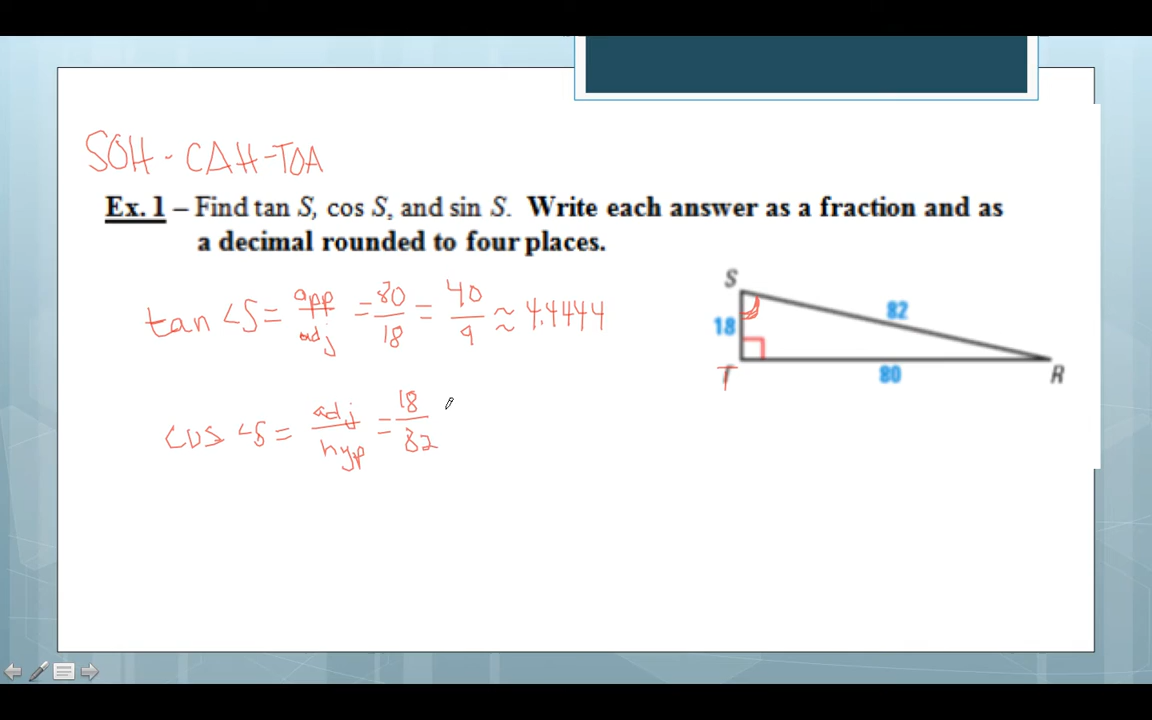 SOH - CAH-TOA
Ex. 1 – Find tan S, cos S, and sin S. Write each answer as a fraction and as
a decimal rounded to four places.
tan ∠S = opp/adj = 80/18 = 40/9 ≈ 4.4444
S
82
18
T
80
R
cos ∠S = adj/hyp = 18/82